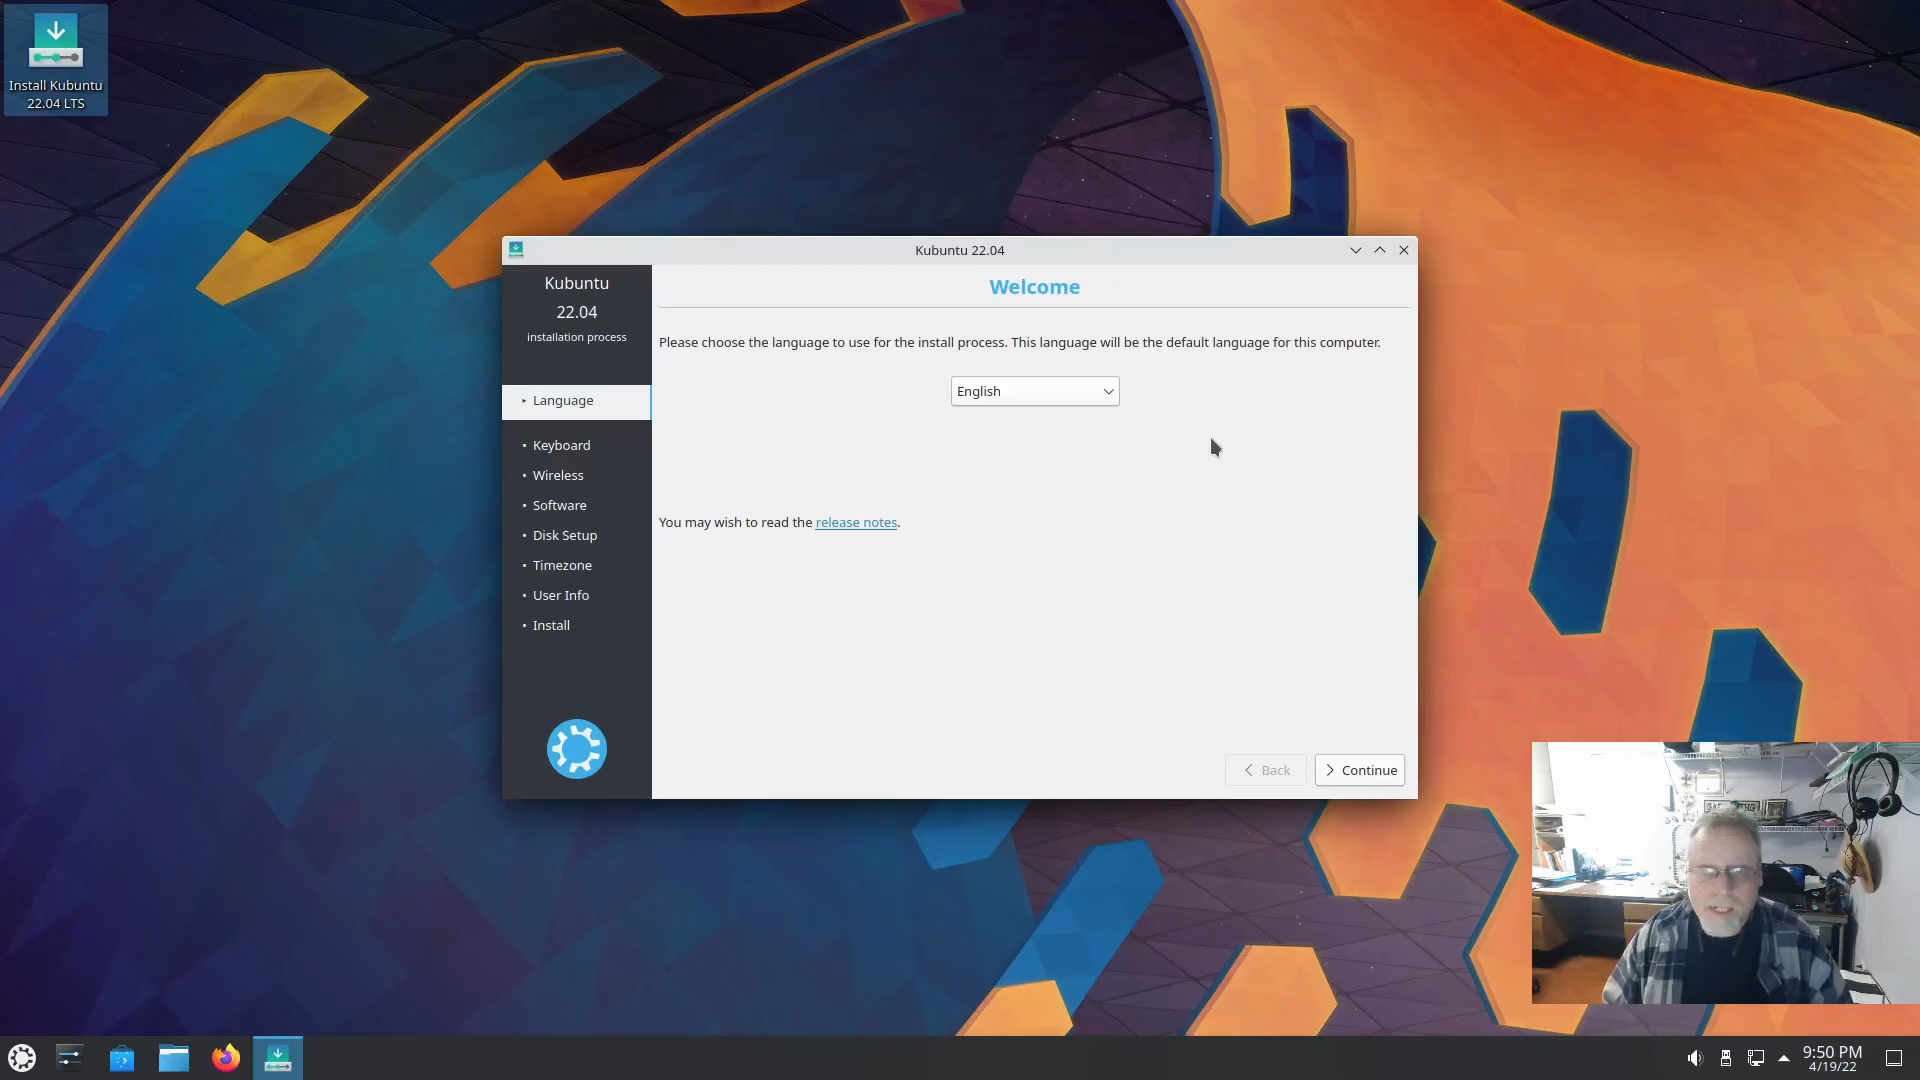 Install Kubuntu
22.04 LTS
Kubuntu 22.04
Kubuntu
22.04
installation process
Language
Keyboard
Wireless
Software
Disk Setup
Timezone
User Info
Install
Welcome
Please choose the language to use for the install process. This language will be the default language for this computer.
English
You may wish to read the release notes.
Back
Continue
9:50 PM
4/19/22